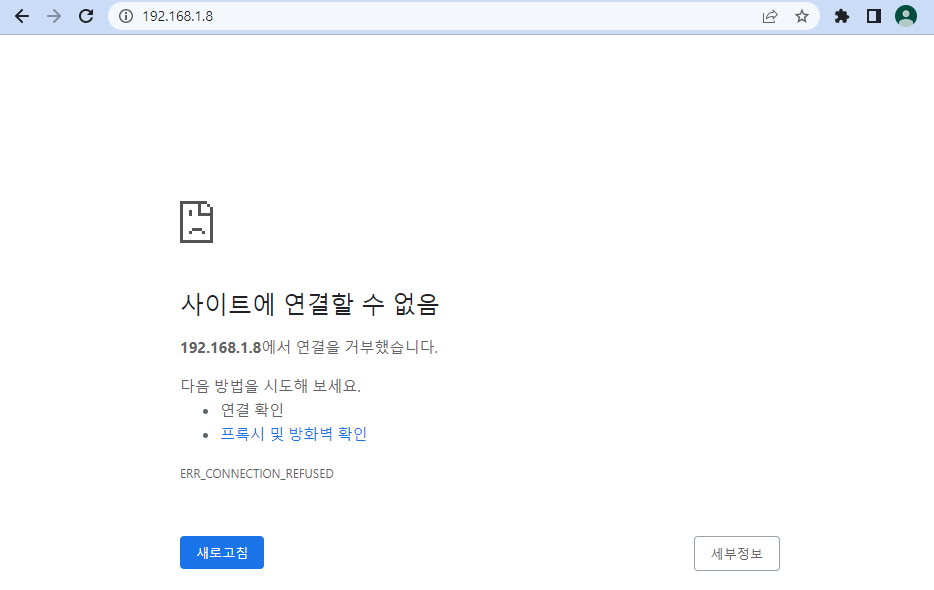 192.168.1.8
사이트에 연결할 수 없음
192.168.1.8에서 연결을 거부했습니다.
다음 방법을 시도해 보세요.
연결 확인
프록시 및 방화벽 확인
ERR_CONNECTION_REFUSED
새로고침
세부정보